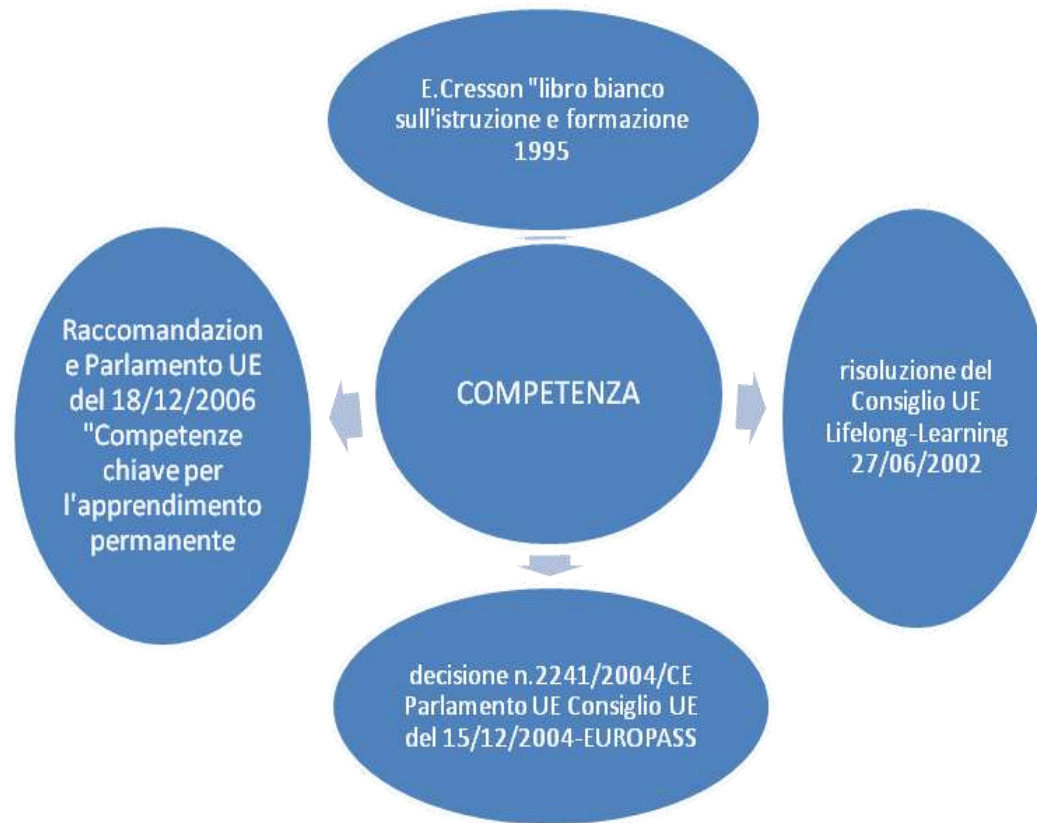 E.Cresson "libro bianco
sull'istruzione e formazione
1995
Raccomandazion
e Parlamento UE
del 18/12/2006
"Competenze
chiave per
l'apprendimento
permanente
COMPETENZA
risoluzione del
Consiglio UE
Lifelong-Learning
27/06/2002
decisione n.2241/2004/CE
Parlamento UE Consiglio UE
del 15/12/2004-EUROPASS